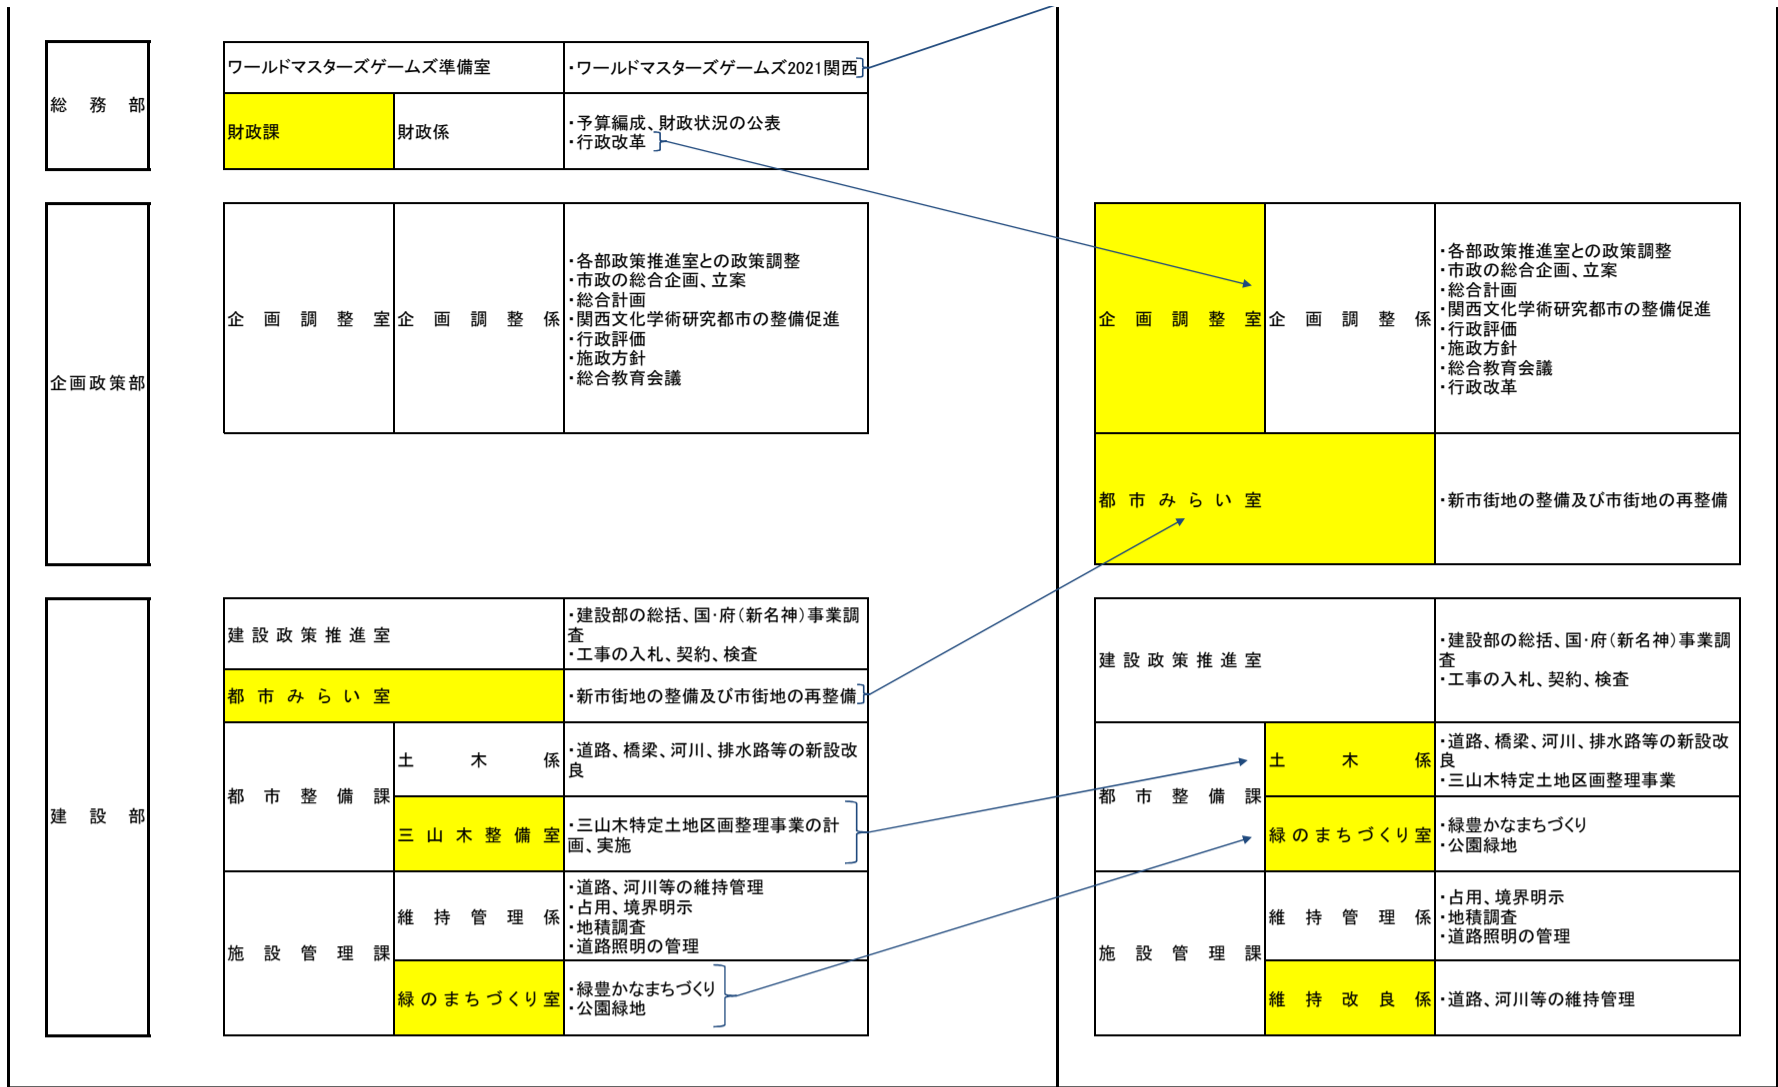 総務部
ワールドマスターズゲームズ準備室
・ワールドマスターズゲームズ2021関西
財政課
財政係
・予算編成、財政状況の公表
・行政改革
企画政策部
企画調整室
企画調整係
・各部政策推進室との政策調整
・市政の総合企画、立案
・総合計画
・関西文化学術研究都市の整備促進
・行政評価
・施政方針
・総合教育会議
企画調整室
企画調整係
・各部政策推進室との政策調整
・市政の総合企画、立案
・総合計画
・関西文化学術研究都市の整備促進
・行政評価
・施政方針
・総合教育会議
・行政改革
都市みらい室
・新市街地の整備及び市街地の再整備
建設部
建設政策推進室
・建設部の総括、国・府（新名神）事業調
査
・工事の入札、契約、検査
都市みらい室
・新市街地の整備及び市街地の再整備
都市整備課
土木係
・道路、橋梁、河川、排水路等の新設改
良
三山木整備室
・三山木特定土地区画整理事業の計
画、実施
施設管理課
維持管理係
・道路、河川等の維持管理
・占用、境界明示
・地積調査
・道路照明の管理
緑のまちづくり室
・緑豊かなまちづくり
・公園緑地
建設政策推進室
・建設部の総括、国・府（新名神）事業調
査
・工事の入札、契約、検査
都市整備課
土木係
・道路、橋梁、河川、排水路等の新設改
良
・三山木特定土地区画整理事業
緑のまちづくり室
・緑豊かなまちづくり
・公園緑地
施設管理課
維持管理係
・占用、境界明示
・地積調査
・道路照明の管理
維持改良係
・道路、河川等の維持管理